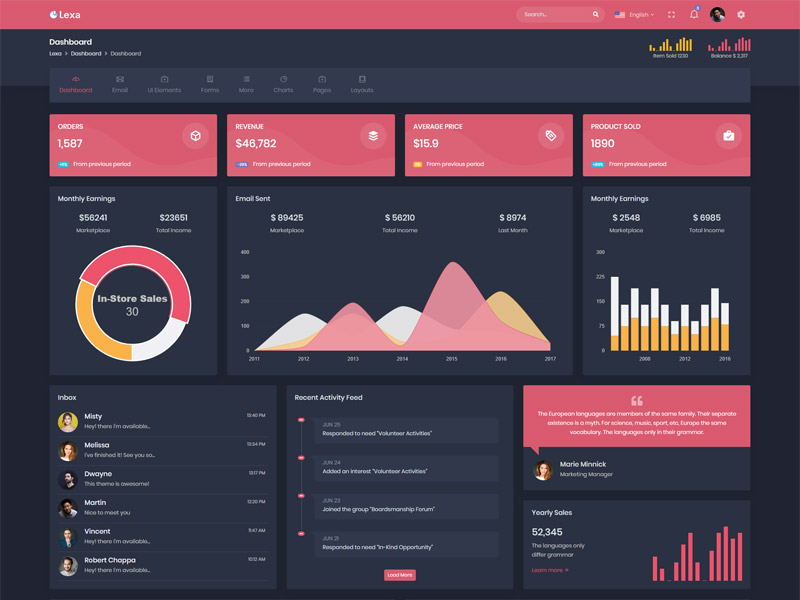 Lexa
Search...
English
Dashboard
Lexa > Dashboard > Dashboard
Item Sold 1230
Balance $ 2,317
Dashboard
Email
UI Elements
Forms
More
Charts
Pages
Layouts
ORDERS
1,587
From previous period
REVENUE
$46,782
From previous period
AVERAGE PRICE
$15.9
From previous period
PRODUCT SOLD
1890
From previous period
Monthly Earnings
$56241
Marketplace
$23651
Total Income
In-Store Sales
30
Email Sent
$ 89425
Marketplace
$ 56210
Total Income
$ 8974
Last Month
400
300
200
100
0
2011
2012
2013
2014
2015
2016
2017
Monthly Earnings
$ 2548
Marketplace
$ 6985
Total Income
300
225
150
75
0
2008
2012
2016
Inbox
Misty
Hey! there I'm available...
13:40 PM
Melissa
I've finished it! See you so...
13:34 PM
Dwayne
This theme is awesome!
13:17 PM
Martin
Nice to meet you
12:20 PM
Vincent
Hey! there I'm available...
11:47 AM
Robert Chappa
Hey! there I'm available...
10:12 AM
Recent Activity Feed
JUN 25
Responded to need "Volunteer Activities"
JUN 24
Added an interest "Volunteer Activities"
JUN 23
Joined the group "Boardsmanship Forum"
JUN 21
Responded to need "In-Kind Opportunity"
Load More
The European languages are members of the same family. Their separate
existence is a myth. For science, music, sport, etc, Europe the same
vocabulary. The languages only in their grammar.
Marie Minnick
Marketing Manager
Yearly Sales
52,345
The languages only
differ grammar
Learn more